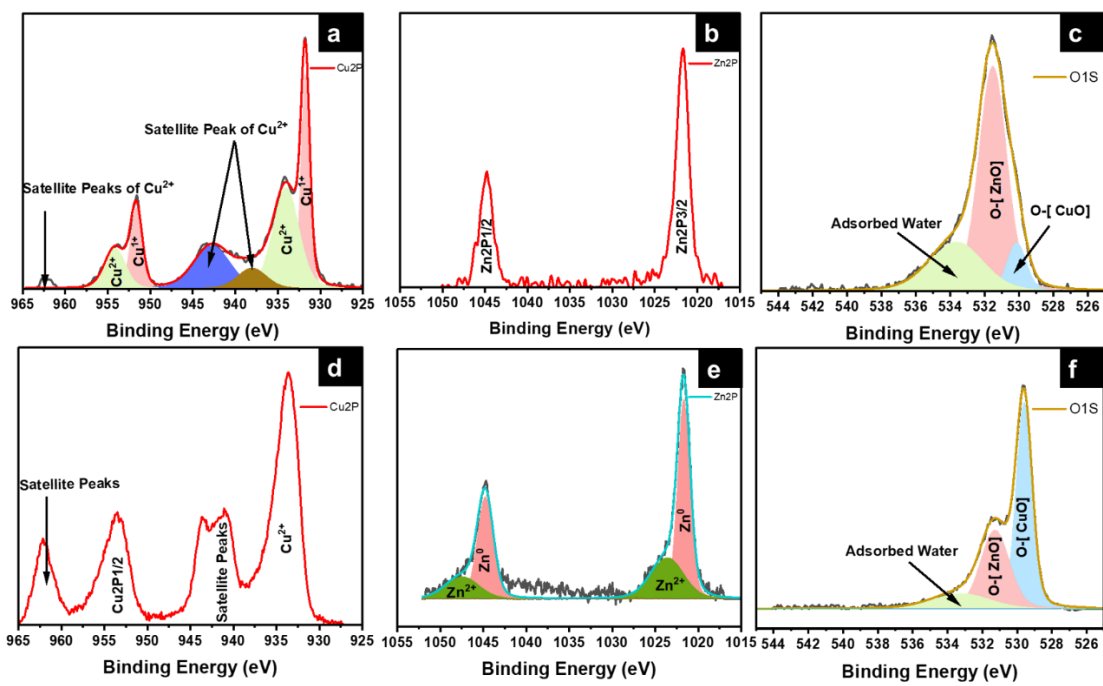 a
Cu2P
Satellite Peak of Cu²⁺
Satellite Peaks of Cu²⁺
Cu²⁺
Cu¹⁺
Cu²⁺
Cu¹⁺
965 960 955 950 945 940 935 930 925
Binding Energy (eV)
b
Zn2P
Zn2P1/2
Zn2P3/2
1055 1045 1040 1030 1025 1020 1015
Binding Energy (eV)
c
O1S
Adsorbed Water
O-[ ZnO]
O-[ CuO]
544 542 540 538 536 534 532 530 528 526
Binding Energy (eV)
d
Cu2P
Satellite Peaks
Cu2P1/2
Satellite Peaks
Cu²⁺
965 960 955 950 945 940 935 930 925
Binding Energy (eV)
e
Zn2P
Zn²⁺
Zn⁰
Zn²⁺
Zn⁰
1055 1050 1045 1040 1035 1030 1025 1020 1015
Binding Energy (eV)
f
O1S
Adsorbed Water
O-[ ZnO]
O-[ CuO]
544 542 540 538 536 534 532 530 528 526
Binding Energy (eV)